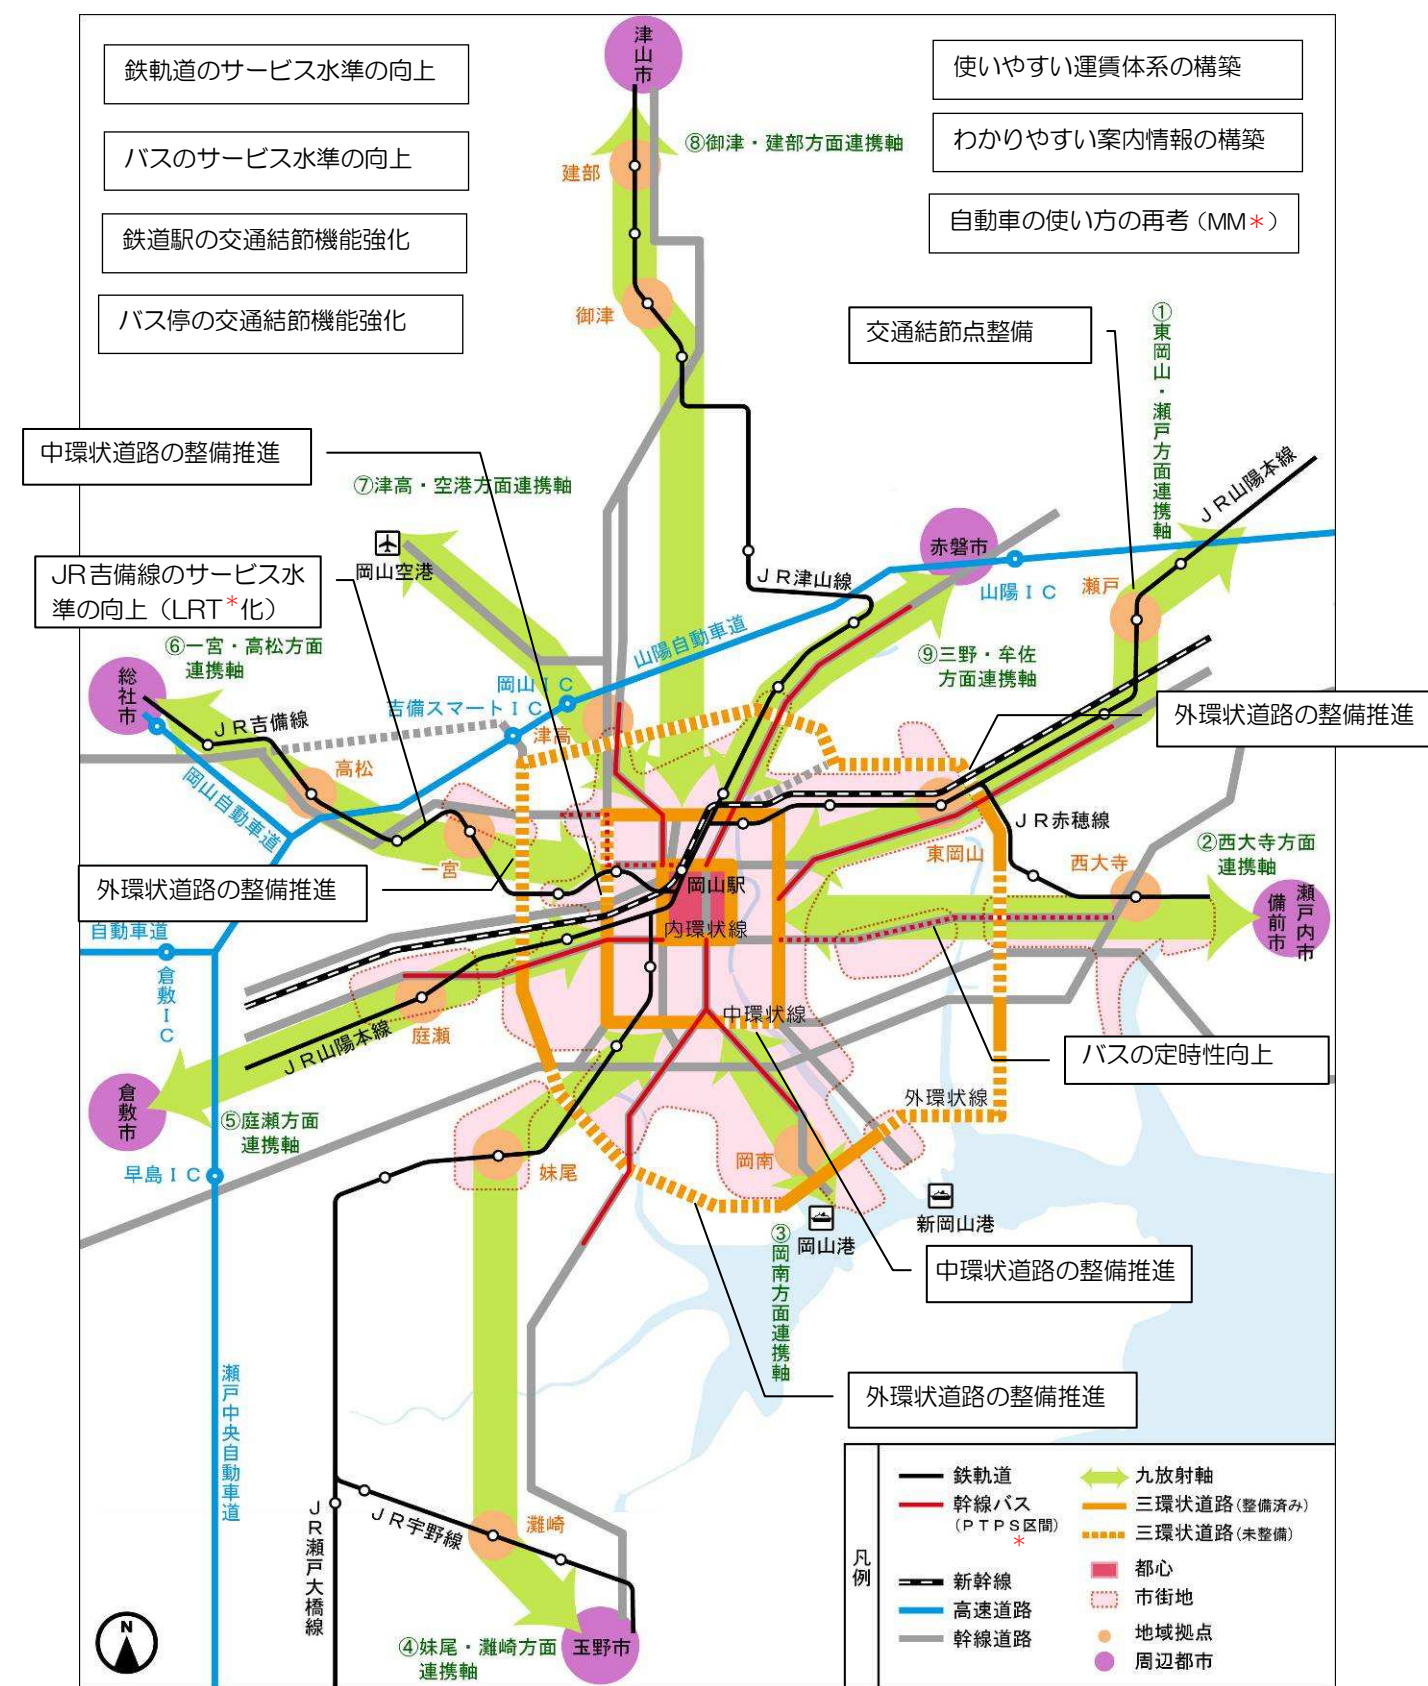 津山市
鉄軌道のサービス水準の向上
使いやすい運賃体系の構築
バスのサービス水準の向上
⑧御津・建部方面連携軸
わかりやすい案内情報の構築
建部
鉄道駅の交通結節機能強化
自動車の使い方の再考(MM*)
バス停の交通結節機能強化
御津
交通結節点整備
①東岡山・瀬戸方面連携軸
中環状道路の整備推進
⑦津高・空港方面連携軸
JR山陽本線
岡山空港
赤磐市
JR津山線
山陽IC
瀬戸
JR吉備線のサービス水
準の向上(LRT*化)
⑥一宮・高松方面
連携軸
山陽自動車道
⑨三野・牟佐
方面連携軸
総社市
岡山IC
吉備スマートIC
JR吉備線
津高
外環状道路の整備推進
高松
岡山自動車道
JR赤穂線
一宮
東岡山
西大寺
②西大寺方面
連携軸
外環状道路の整備推進
岡山駅
内環状線
瀬戸内市
備前市
自動車道
倉敷IC
中環状線
庭瀬
JR山陽本線
バスの定時性向上
外環状線
倉敷市
⑤庭瀬方面
連携軸
早島IC
妹尾
岡南
新岡山港
岡山港
③岡南方面連携軸
中環状道路の整備推進
外環状道路の整備推進
瀬戸中央自動車道
JR瀬戸大橋線
JR宇野線
灘崎
④妹尾・灘崎方面
連携軸
玉野市
N
凡例
鉄軌道
幹線バス
(PTPS区間)
*
新幹線
高速道路
幹線道路
九放射軸
三環状道路(整備済み)
三環状道路(未整備)
都心
市街地
地域拠点
周辺都市